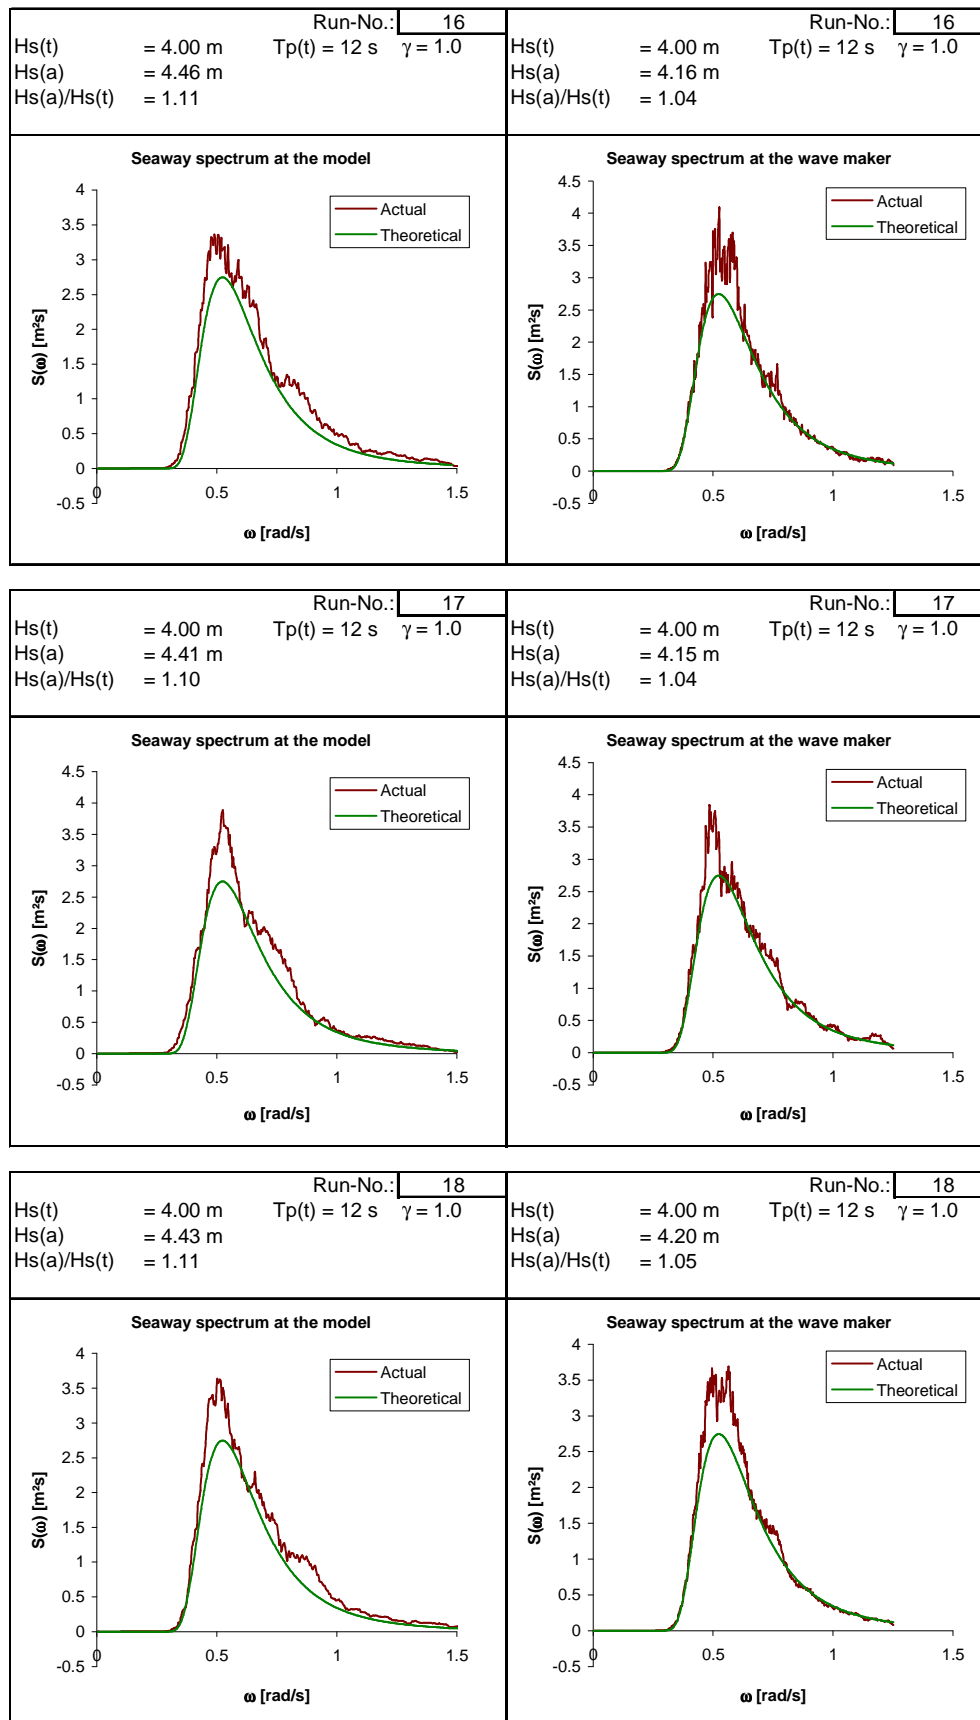 Run-No.: 16
Hs(t) = 4.00 m Tp(t) = 12 s γ = 1.0
Hs(a) = 4.46 m
Hs(a)/Hs(t) = 1.11
Seaway spectrum at the model
4
3.5
3
2.5
2
1.5
1
0.5
0
-0.5
S(ω) [m²s]
Actual
Theoretical
0 0.5 1 1.5
ω [rad/s]
Run-No.: 16
Hs(t) = 4.00 m Tp(t) = 12 s γ = 1.0
Hs(a) = 4.16 m
Hs(a)/Hs(t) = 1.04
Seaway spectrum at the wave maker
4.5
4
3.5
3
2.5
2
1.5
1
0.5
0
-0.5
S(ω) [m²s]
Actual
Theoretical
0 0.5 1 1.5
ω [rad/s]
Run-No.: 17
Hs(t) = 4.00 m Tp(t) = 12 s γ = 1.0
Hs(a) = 4.41 m
Hs(a)/Hs(t) = 1.10
Seaway spectrum at the model
4.5
4
3.5
3
2.5
2
1.5
1
0.5
0
-0.5
S(ω) [m²s]
Actual
Theoretical
0 0.5 1 1.5
ω [rad/s]
Run-No.: 17
Hs(t) = 4.00 m Tp(t) = 12 s γ = 1.0
Hs(a) = 4.15 m
Hs(a)/Hs(t) = 1.04
Seaway spectrum at the wave maker
4.5
4
3.5
3
2.5
2
1.5
1
0.5
0
-0.5
S(ω) [m²s]
Actual
Theoretical
0 0.5 1 1.5
ω [rad/s]
Run-No.: 18
Hs(t) = 4.00 m Tp(t) = 12 s γ = 1.0
Hs(a) = 4.43 m
Hs(a)/Hs(t) = 1.11
Seaway spectrum at the model
4
3.5
3
2.5
2
1.5
1
0.5
0
-0.5
S(ω) [m²s]
Actual
Theoretical
0 0.5 1 1.5
ω [rad/s]
Run-No.: 18
Hs(t) = 4.00 m Tp(t) = 12 s γ = 1.0
Hs(a) = 4.20 m
Hs(a)/Hs(t) = 1.05
Seaway spectrum at the wave maker
4
3.5
3
2.5
2
1.5
1
0.5
0
-0.5
S(ω) [m²s]
Actual
Theoretical
0 0.5 1 1.5
ω [rad/s]